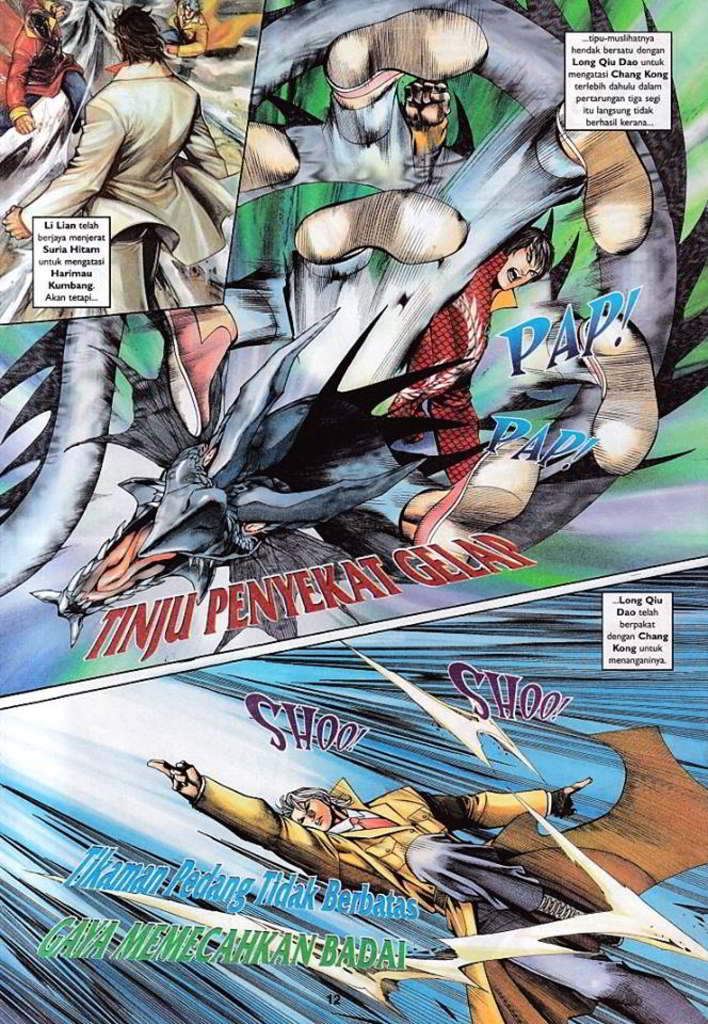 Li Lian telah
berjaya menjerat
Suria Hitam
untuk mengatasi
Harimau
Kumbang.
Akan tetapi...
...tipu-muslihatnya
hendak bersatu dengan
Long Qiu Dao untuk
mengatasi Chang Kong
terlebih dahulu dalam
pertarungan tiga segi
itu langsung tidak
berhasil kerana...
PAP!
PAP!
TINJU PENYEKAT GELAP
...Long Qiu
Dao telah
berpakat
dengan Chang
Kong untuk
menanganinya.
SHOO!
SHOO!
Tikaman Pedang Tidak Berbatas
GAYA MEMECAHKAN BADAI
12